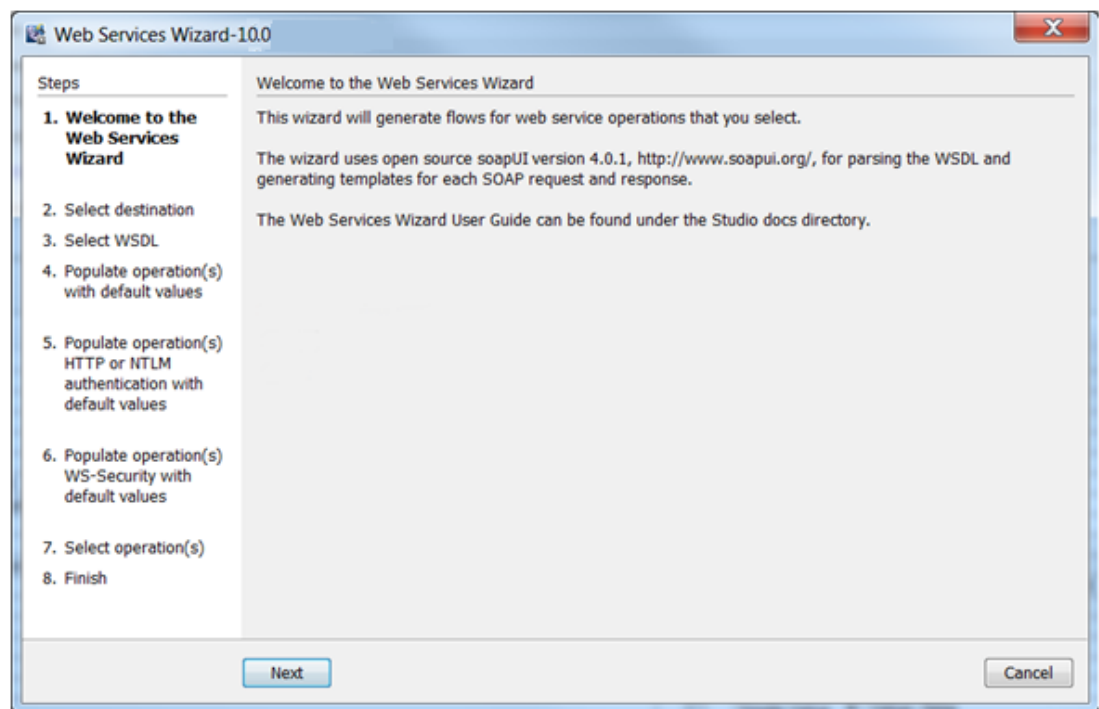 Web Services Wizard-10.0
Steps
1. Welcome to the
Web Services
Wizard
2. Select destination
3. Select WSDL
4. Populate operation(s)
with default values
5. Populate operation(s)
HTTP or NTLM
authentication with
default values
6. Populate operation(s)
WS-Security with
default values
7. Select operation(s)
8. Finish
Welcome to the Web Services Wizard
This wizard will generate flows for web service operations that you select.
The wizard uses open source soapUI version 4.0.1, http://www.soapui.org/, for parsing the WSDL and
generating templates for each SOAP request and response.
The Web Services Wizard User Guide can be found under the Studio docs directory.
Next
Cancel